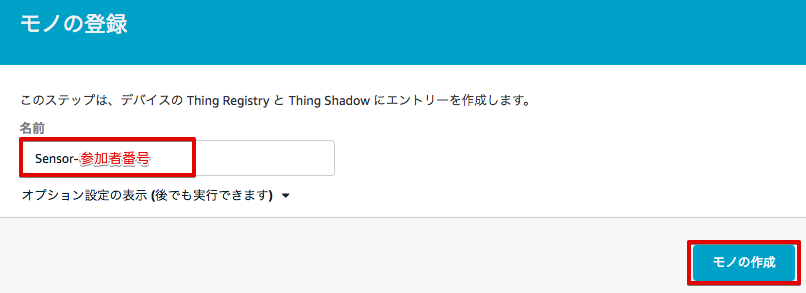 モノの登録
このステップは、デバイスの Thing Registry と Thing Shadow にエントリーを作成します。
名前
Sensor-参加者番号
オプション設定の表示 (後でも実行できます)
モノの作成